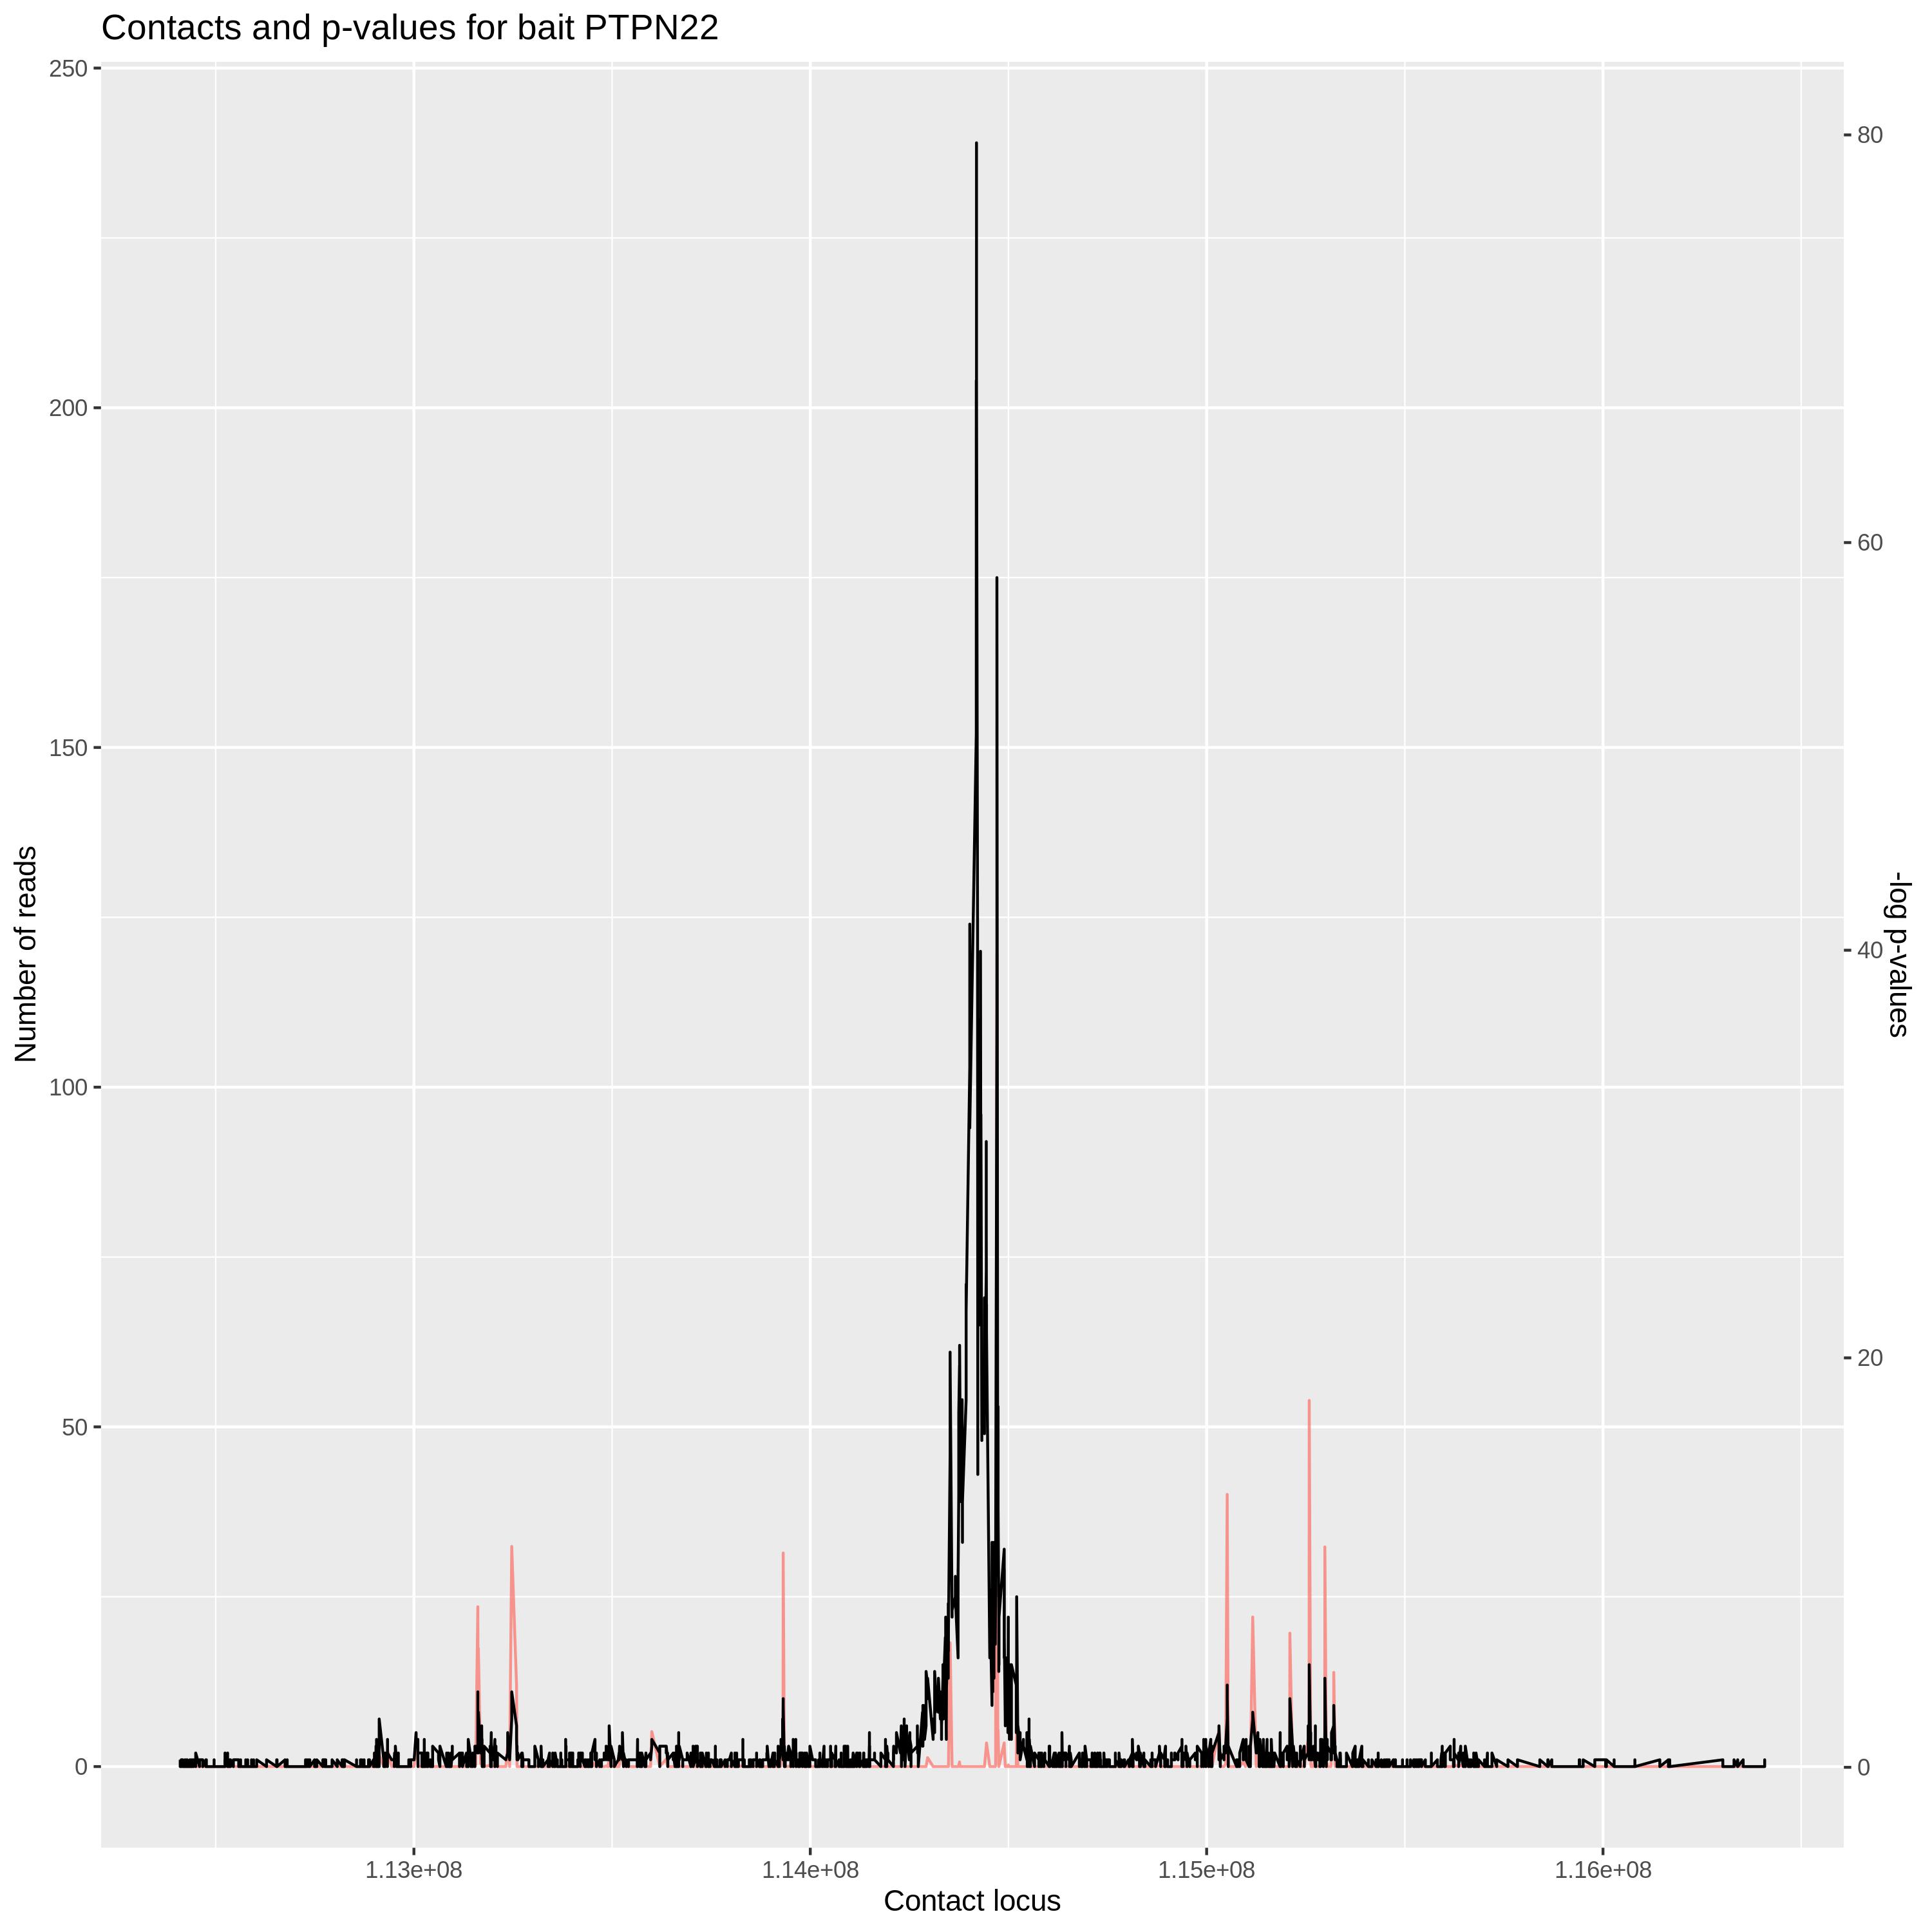 Contacts and p-values for bait PTPN22
250
200
150
100
50
0
Number of reads
80
60
40
20
0
-log p-values
1.13e+08
1.14e+08
1.15e+08
1.16e+08
Contact locus